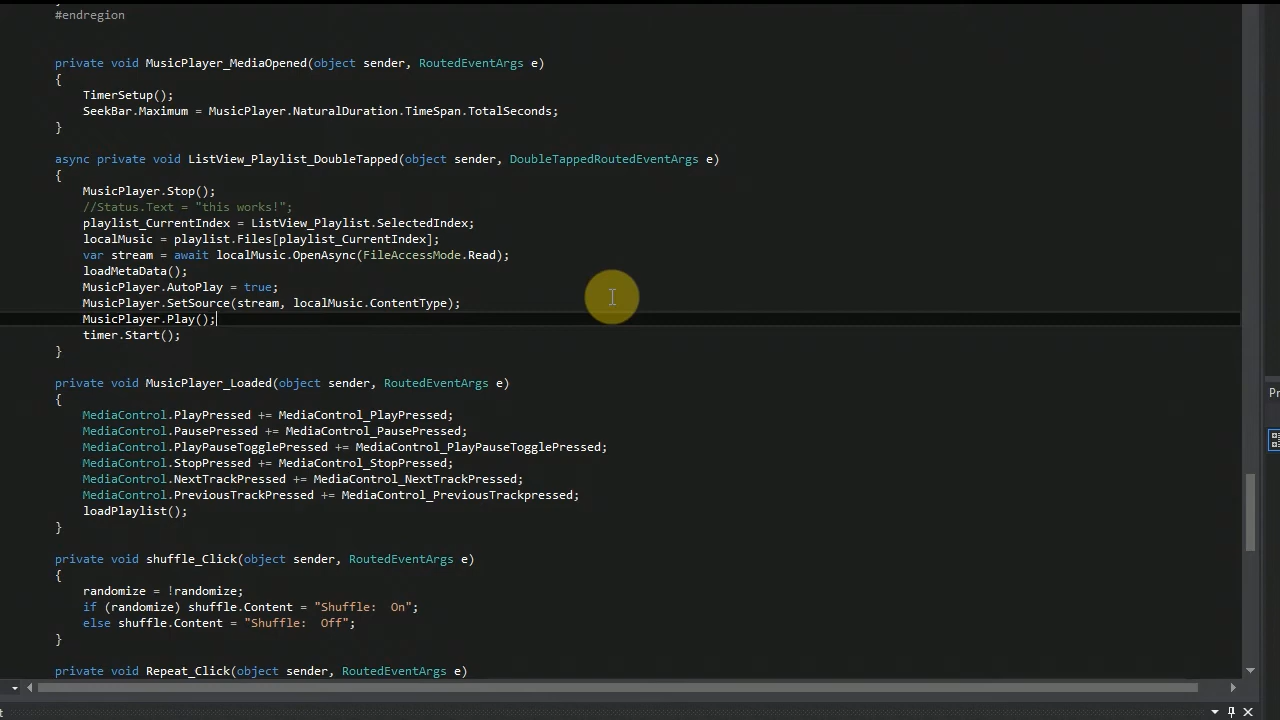 #endregion
private void MusicPlayer_MediaOpened(object sender, RoutedEventArgs e)
{
TimerSetup();
SeekBar.Maximum = MusicPlayer.NaturalDuration.TimeSpan.TotalSeconds;
}
async private void ListView_Playlist_DoubleTapped(object sender, DoubleTappedRoutedEventArgs e)
{
MusicPlayer.Stop();
//Status.Text = "this works!";
playlist_CurrentIndex = ListView_Playlist.SelectedIndex;
localMusic = playlist.Files[playlist_CurrentIndex];
var stream = await localMusic.OpenAsync(FileAccessMode.Read);
loadMetaData();
MusicPlayer.AutoPlay = true;
MusicPlayer.SetSource(stream, localMusic.ContentType);
MusicPlayer.Play();
timer.Start();
}
private void MusicPlayer_Loaded(object sender, RoutedEventArgs e)
{
MediaControl.PlayPressed += MediaControl_PlayPressed;
MediaControl.PausePressed += MediaControl_PausePressed;
MediaControl.PlayPauseTogglePressed += MediaControl_PlayPauseTogglePressed;
MediaControl.StopPressed += MediaControl_StopPressed;
MediaControl.NextTrackPressed += MediaControl_NextTrackPressed;
MediaControl.PreviousTrackPressed += MediaControl_PreviousTrackpressed;
loadPlaylist();
}
private void shuffle_Click(object sender, RoutedEventArgs e)
{
randomize = !randomize;
if (randomize) shuffle.Content = "Shuffle:  On";
else shuffle.Content = "Shuffle:  Off";
}
private void Repeat_Click(object sender, RoutedEventArgs e)